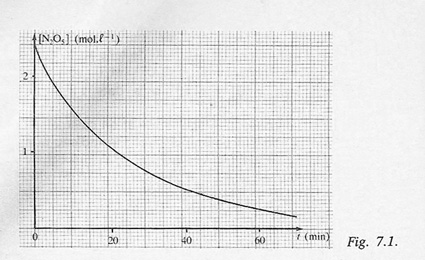 [N₂O₅] (mol.ℓ⁻¹)
2
1
0 20 40 60 t (min)
Fig. 7.1.